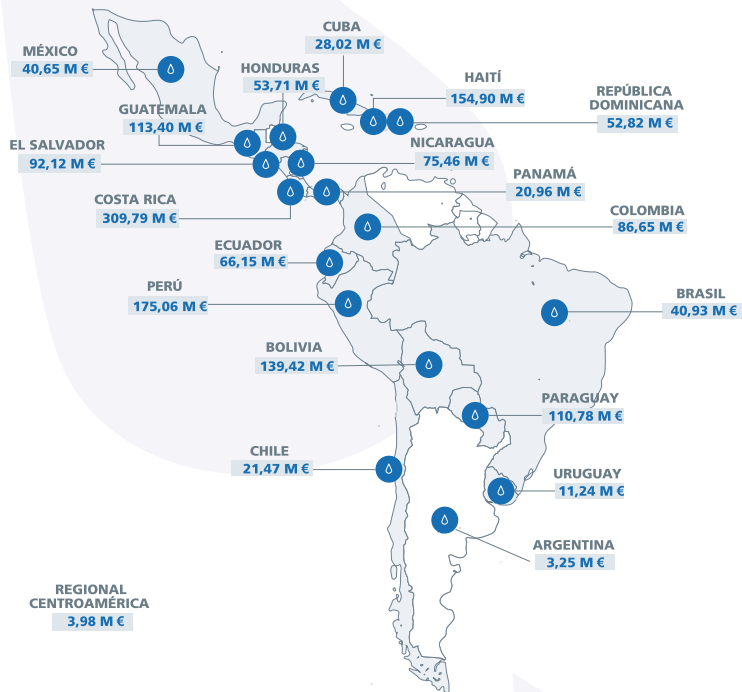 CUBA
28,02 M €
MÉXICO
40,65 M €
HONDURAS
53,71 M €
HAITÍ
154,90 M €
REPÚBLICA
DOMINICANA
52,82 M €
GUATEMALA
113,40 M €
EL SALVADOR
92,12 M €
NICARAGUA
75,46 M €
PANAMÁ
20,96 M €
COSTA RICA
309,79 M €
COLOMBIA
86,65 M €
ECUADOR
66,15 M €
PERÚ
175,06 M €
BRASIL
40,93 M €
BOLIVIA
139,42 M €
PARAGUAY
110,78 M €
CHILE
21,47 M €
URUGUAY
11,24 M €
ARGENTINA
3,25 M €
REGIONAL
CENTROAMÉRICA
3,98 M €